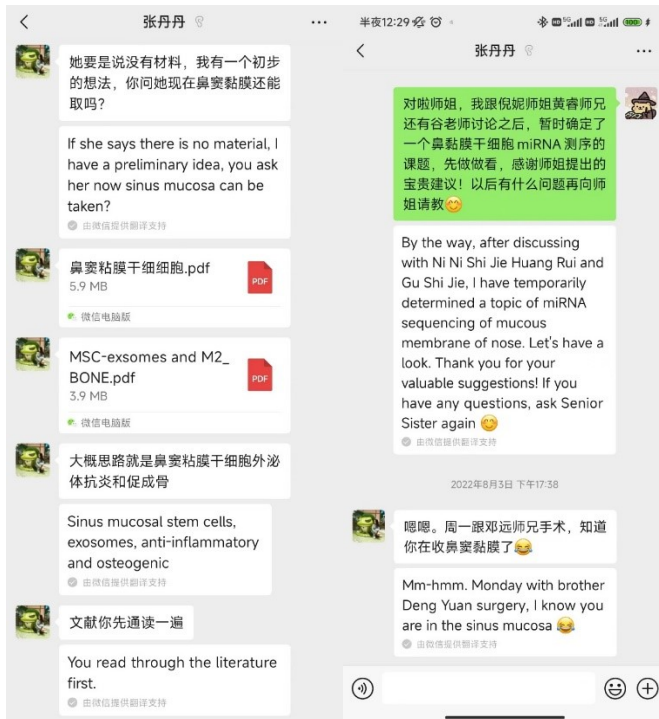 张丹丹
她要是说没有材料，我有一个初步
的想法，你问她现在鼻窦黏膜还能
取吗？
If she says there is no material, I
have a preliminary idea, you ask
her now sinus mucosa can be
taken?
由微信提供翻译支持
鼻窦粘膜干细细胞.pdf
5.9 MB
PDF
微信电脑版
MSC-exsomes and M2_
BONE.pdf
3.9 MB
PDF
微信电脑版
大概思路就是鼻窦粘膜干细胞外泌
体抗炎和促成骨
Sinus mucosal stem cells,
exosomes, anti-inflammatory
and osteogenic
由微信提供翻译支持
文献你先通读一遍
You read through the literature
first.
由微信提供翻译支持
半夜12:29
张丹丹
对啦师姐，我跟倪妮师姐黄睿师兄
还有谷老师讨论之后，暂时确定了
一个鼻黏膜干细胞 miRNA 测序的
课题，先做做看，感谢师姐提出的
宝贵建议！以后有什么问题再向师
姐请教😊
By the way, after discussing
with Ni Ni Shi Jie Huang Rui and
Gu Shi Jie, I have temporarily
determined a topic of miRNA
sequencing of mucous
membrane of nose. Let's have a
look. Thank you for your
valuable suggestions! If you
have any questions, ask Senior
Sister again 😊
由微信提供翻译支持
2022年8月3日 下午17:38
嗯嗯。周一跟邓远师兄手术，知道
你在收鼻窦黏膜了😂
Mm-hmm. Monday with brother
Deng Yuan surgery, I know you
are in the sinus mucosa 😂
由微信提供翻译支持